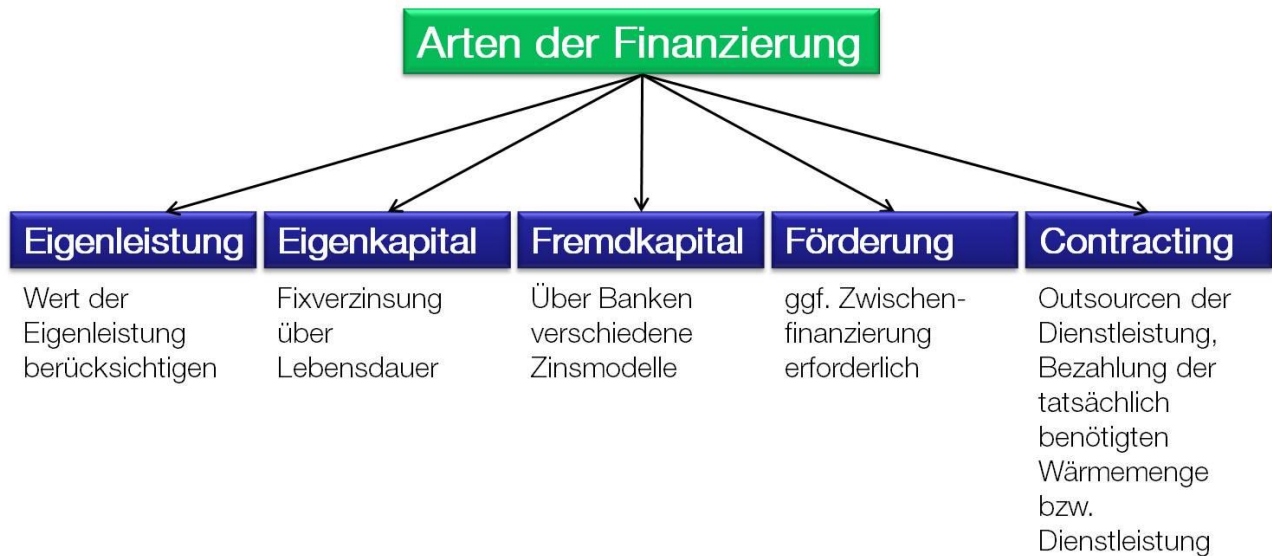 Arten der Finanzierung
Eigenleistung
Wert der
Eigenleistung
berücksichtigen
Eigenkapital
Fixverzinsung
über
Lebensdauer
Fremdkapital
Über Banken
verschiedene
Zinsmodelle
Förderung
ggf. Zwischen-
finanzierung
erforderlich
Contracting
Outsourcen der
Dienstleistung,
Bezahlung der
tatsächlich
benötigten
Wärmemenge
bzw.
Dienstleistung